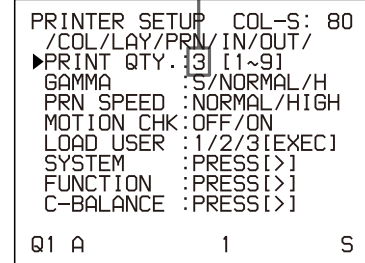 PRINTER SETUP COL-S: 80
/COL/LAY/PRN/IN/OUT/
▶PRINT QTY.:3 [1~9]
GAMMA :S/NORMAL/H
PRN SPEED :NORMAL/HIGH
MOTION CHK:OFF/ON
LOAD USER :1/2/3[EXEC]
SYSTEM :PRESS[>]
FUNCTION :PRESS[>]
C-BALANCE :PRESS[>]
Q1 A 1 S